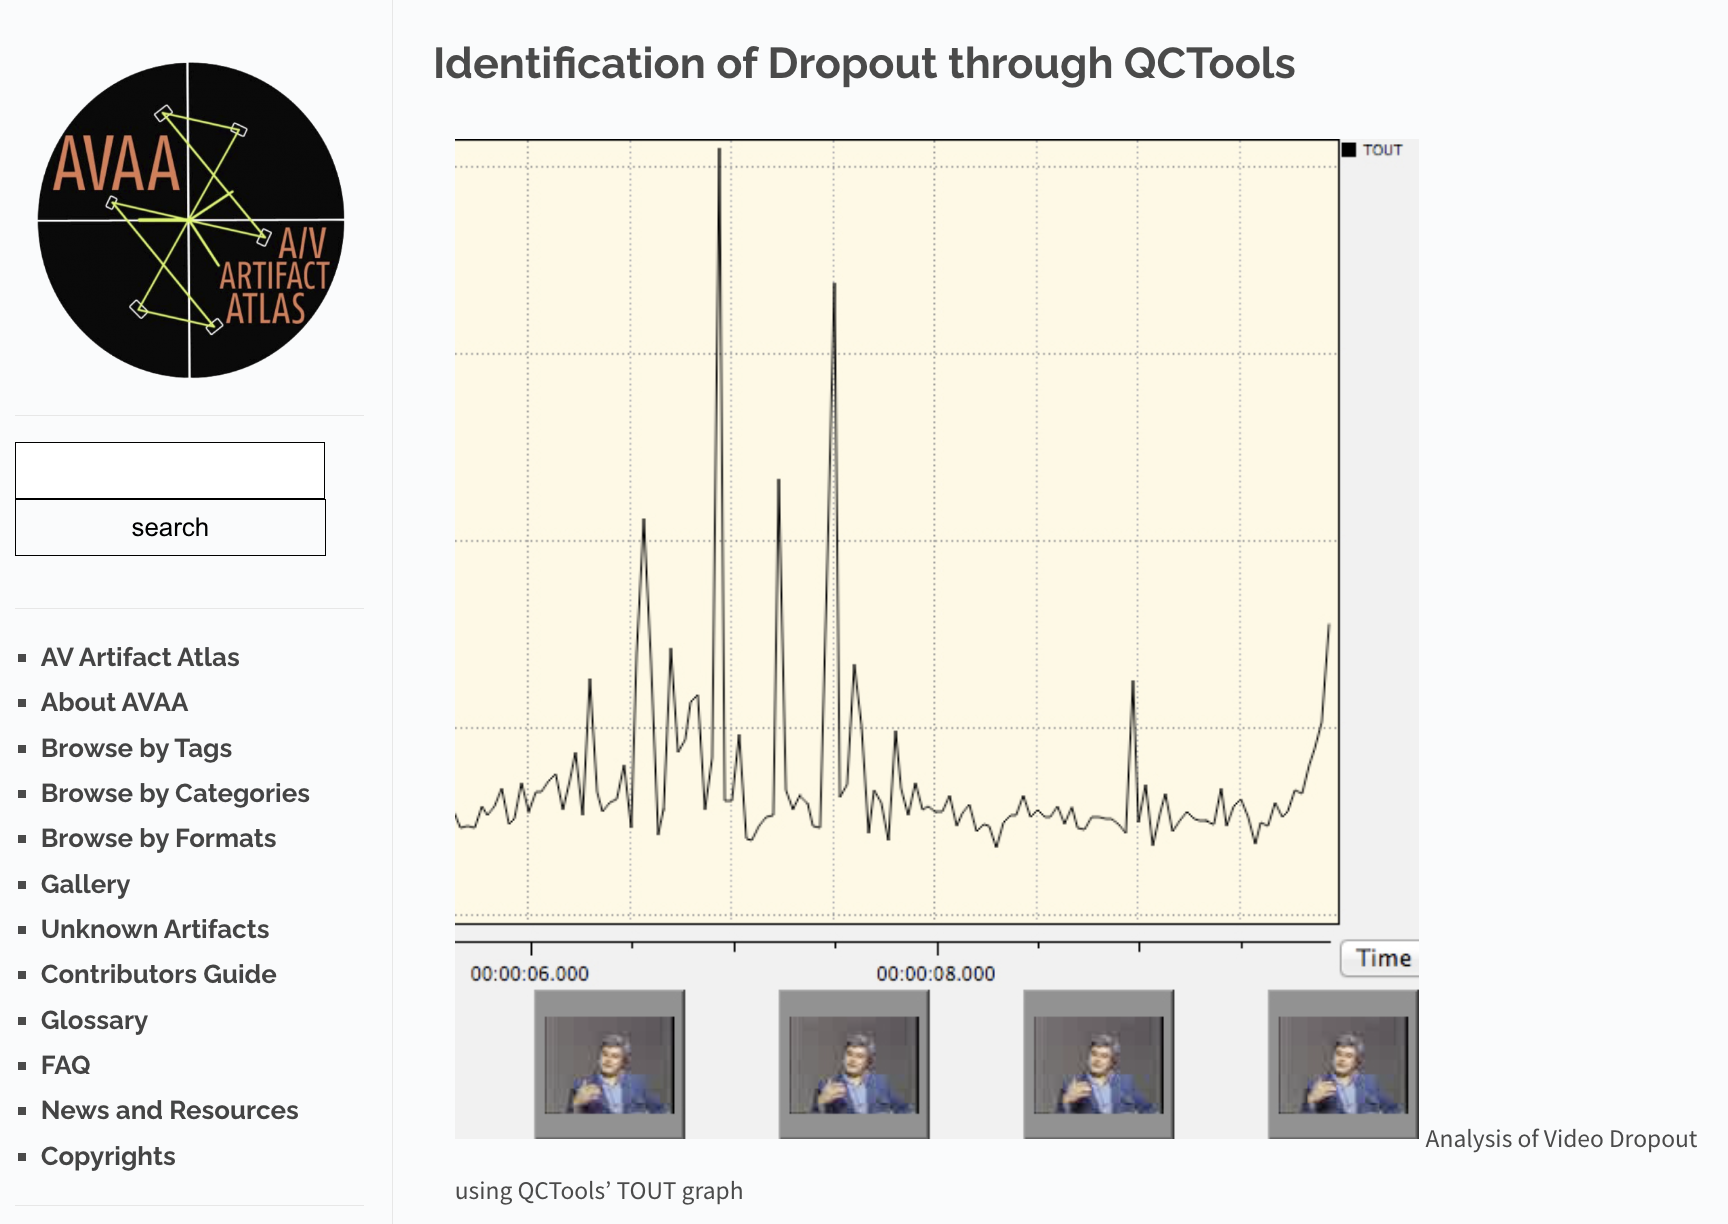 AVAA
A/V
ARTIFACT
ATLAS
search
AV Artifact Atlas
About AVAA
Browse by Tags
Browse by Categories
Browse by Formats
Gallery
Unknown Artifacts
Contributors Guide
Glossary
FAQ
News and Resources
Copyrights
Identification of Dropout through QCTools
TOUT
00:00:06.000 00:00:08.000
Time
Analysis of Video Dropout
using QCTools’ TOUT graph